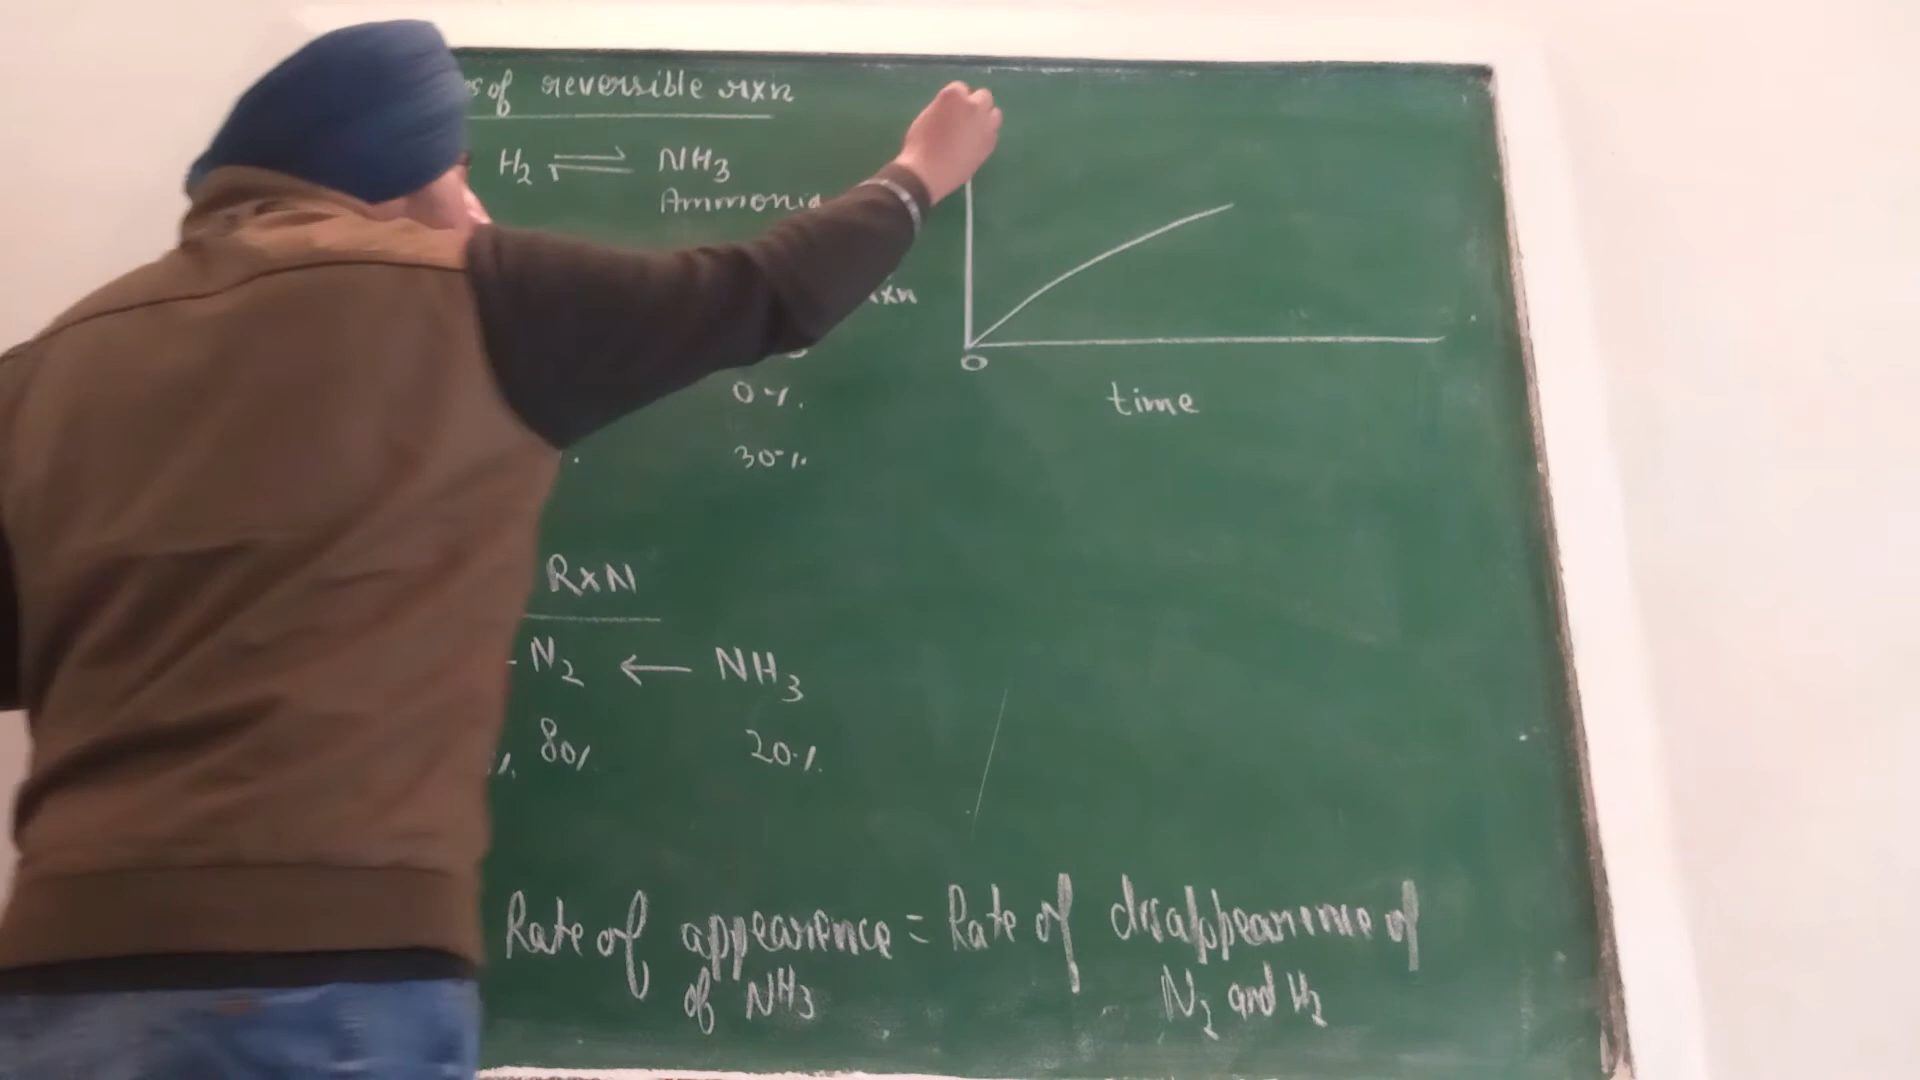 of reversible rxn
H2 ⇌ NH3
Ammonia
rxn
0%.
30%.
0
time
RxN
N2 ← NH3
80% 20%.
Rate of appearence = Rate of disappearence of
of NH3 N2 and H2